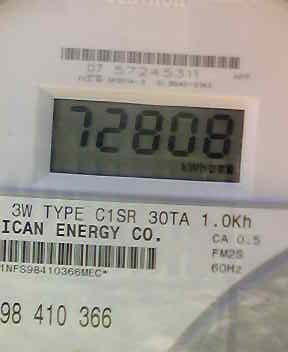 07 57245311
72808
kWh
3W TYPE C1SR 30TA 1.0Kh
ICAN ENERGY CO.
CA 0.5
FM2S
60Hz
1NFS98410366MEC*
98 410 366